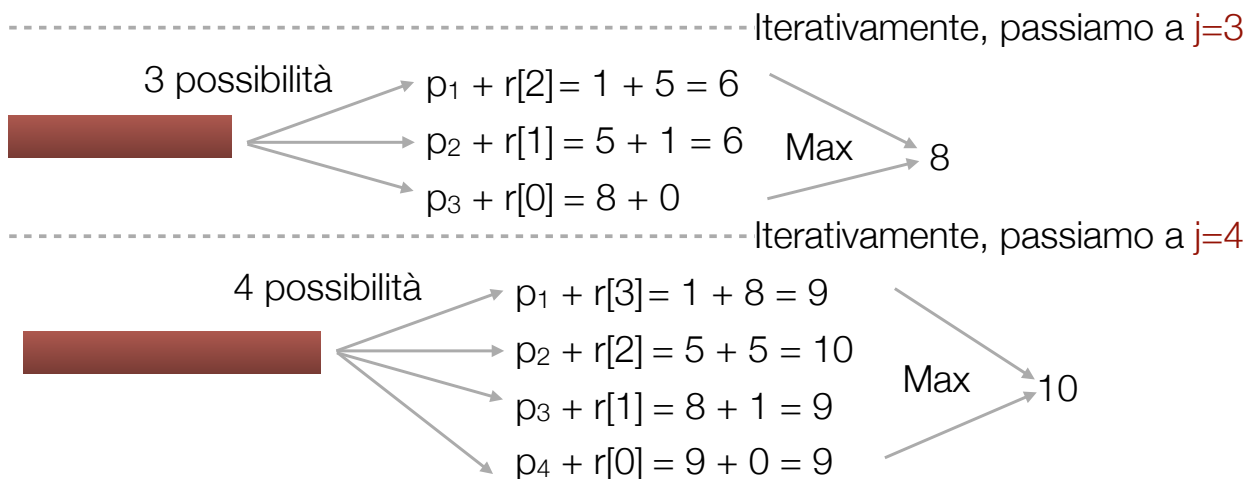 Iterativamente, passiamo a j=3
3 possibilità
p₁ + r[2] = 1 + 5 = 6
p₂ + r[1] = 5 + 1 = 6
Max
8
p₃ + r[0] = 8 + 0
Iterativamente, passiamo a j=4
4 possibilità
p₁ + r[3] = 1 + 8 = 9
p₂ + r[2] = 5 + 5 = 10
Max
10
p₃ + r[1] = 8 + 1 = 9
p₄ + r[0] = 9 + 0 = 9